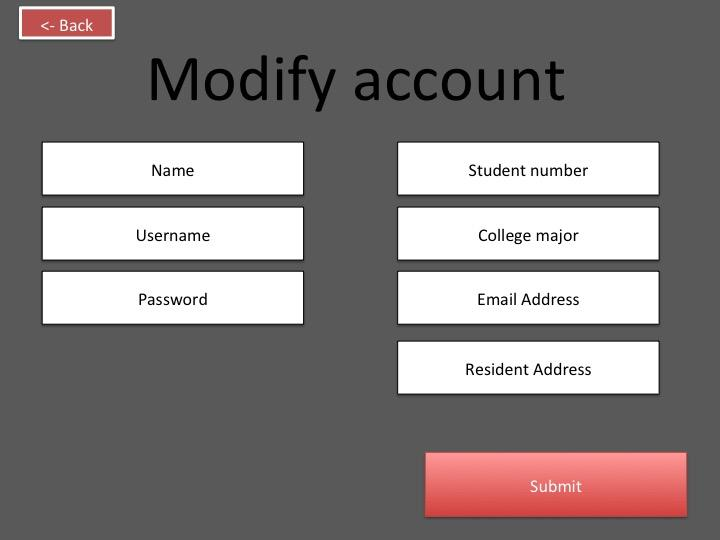 <- Back
Modify account
Name
Student number
Username
College major
Password
Email Address
Resident Address
Submit